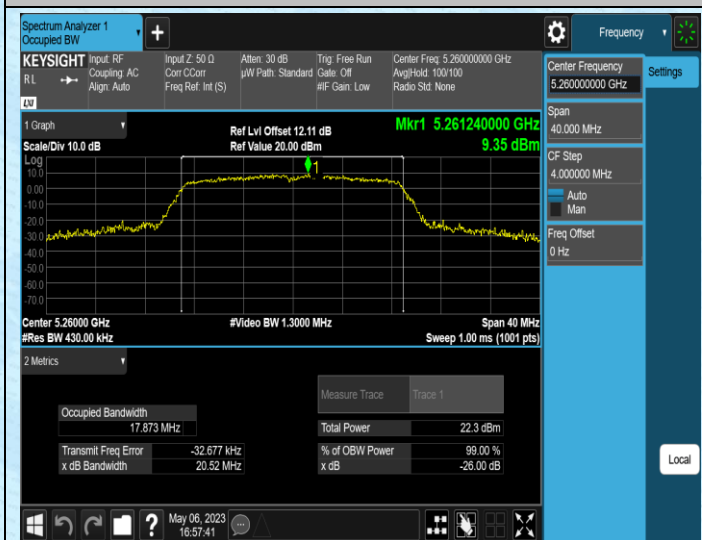 Spectrum Analyzer 1
Occupied BW
Frequency
KEYSIGHT
R L
LXI
Input: RF
Coupling: AC
Align: Auto
Input Z: 50 Ω
Corr CCorr
Freq Ref: Int (S)
Atten: 30 dB
µW Path: Standard
Trig: Free Run
Gate: Off
#IF Gain: Low
Center Freq: 5.260000000 GHz
Avg|Hold: 100/100
Radio Std: None
Center Frequency
5.260000000 GHz
Settings
Span
40.000 MHz
CF Step
4.000000 MHz
Auto
Man
Freq Offset
0 Hz
Local
1 Graph
Scale/Div 10.0 dB
Ref Lvl Offset 12.11 dB
Ref Value 20.00 dBm
Mkr1 5.261240000 GHz
9.35 dBm
Log
10.0
0.00
-10.0
-20.0
-30.0
-40.0
-50.0
-60.0
-70.0
1
Center 5.26000 GHz
#Res BW 430.00 kHz
#Video BW 1.3000 MHz
Span 40 MHz
Sweep 1.00 ms (1001 pts)
2 Metrics
Measure Trace
Trace 1
Occupied Bandwidth
17.873 MHz
Total Power
22.3 dBm
Transmit Freq Error
-32.677 kHz
% of OBW Power
99.00 %
x dB Bandwidth
20.52 MHz
x dB
-26.00 dB
?
May 06, 2023
16:57:41